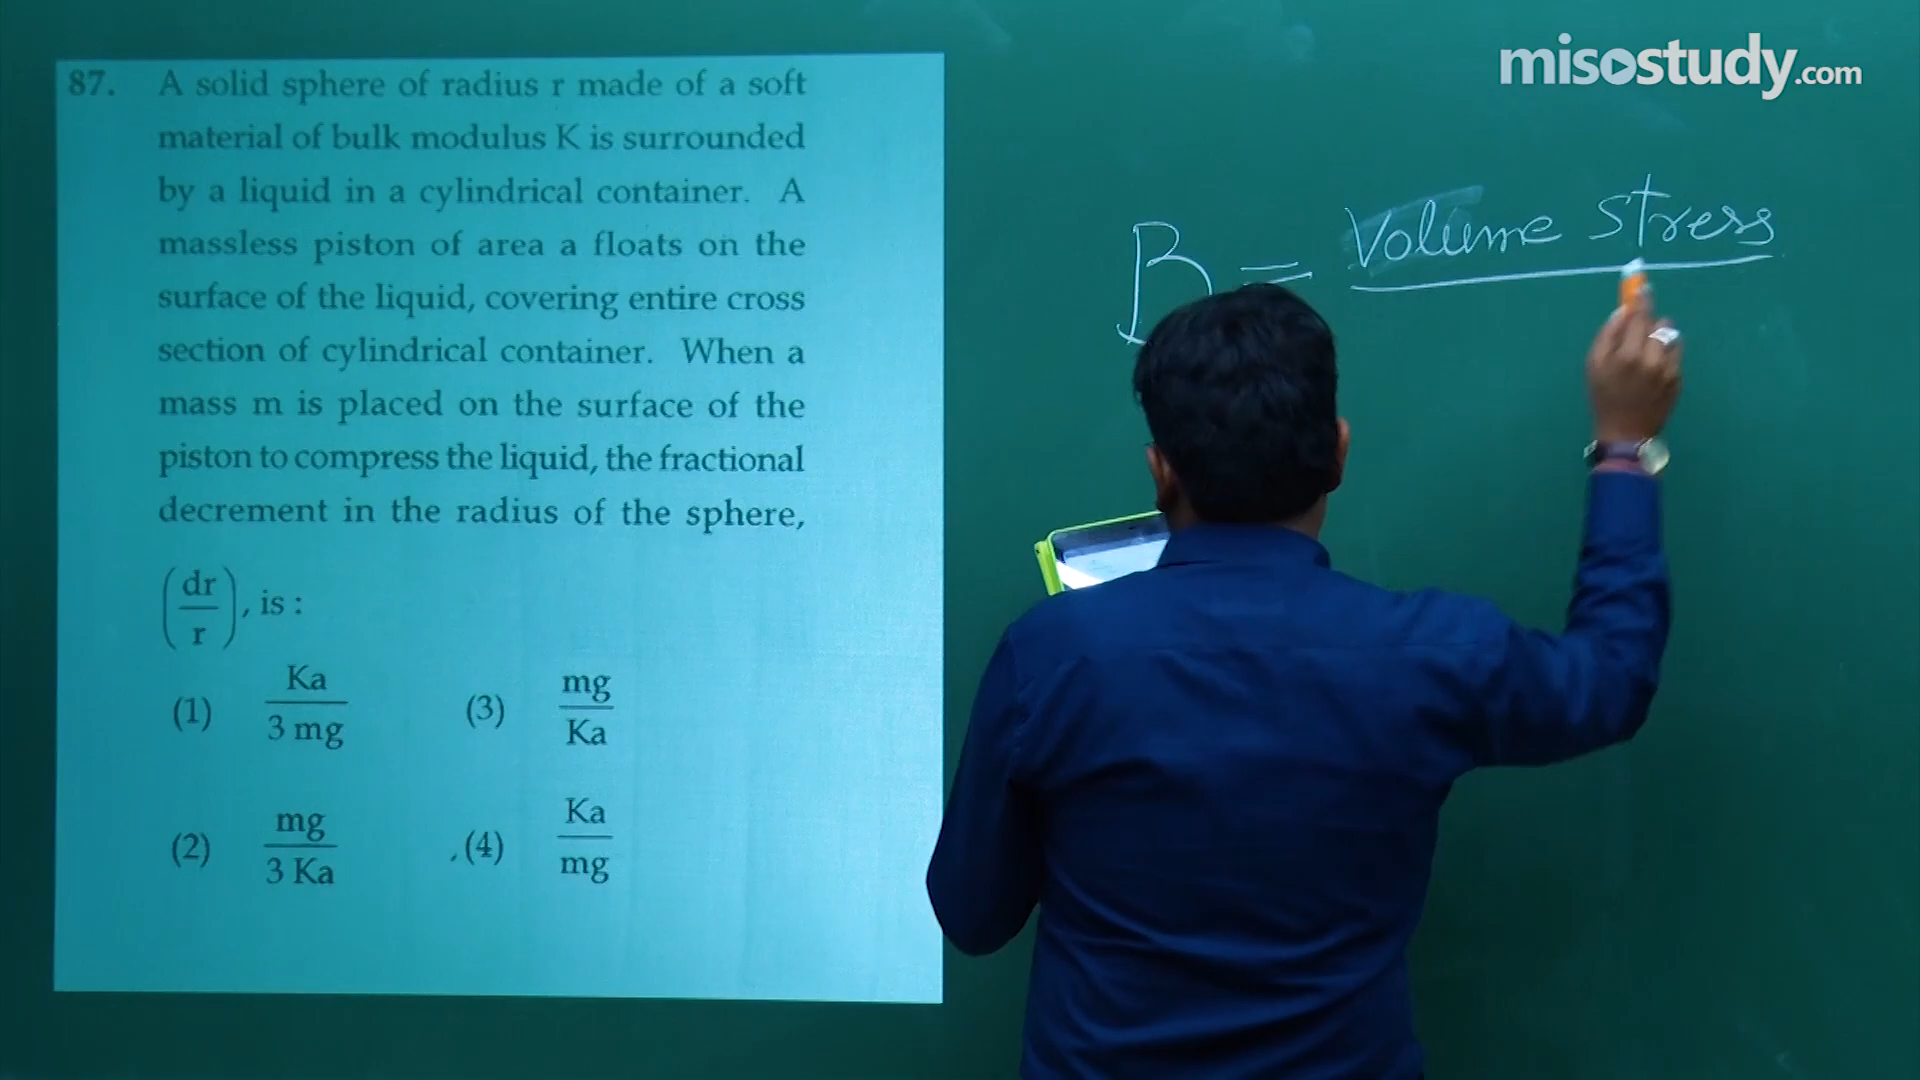 misostudy.com
87. A solid sphere of radius r made of a soft
material of bulk modulus K is surrounded
by a liquid in a cylindrical container. A
massless piston of area a floats on the
surface of the liquid, covering entire cross
section of cylindrical container. When a
mass m is placed on the surface of the
piston to compress the liquid, the fractional
decrement in the radius of the sphere,
(dr/r), is :
(1) Ka/3 mg (3) mg/Ka
(2) mg/3 Ka (4) Ka/mg
B = Volume Stress